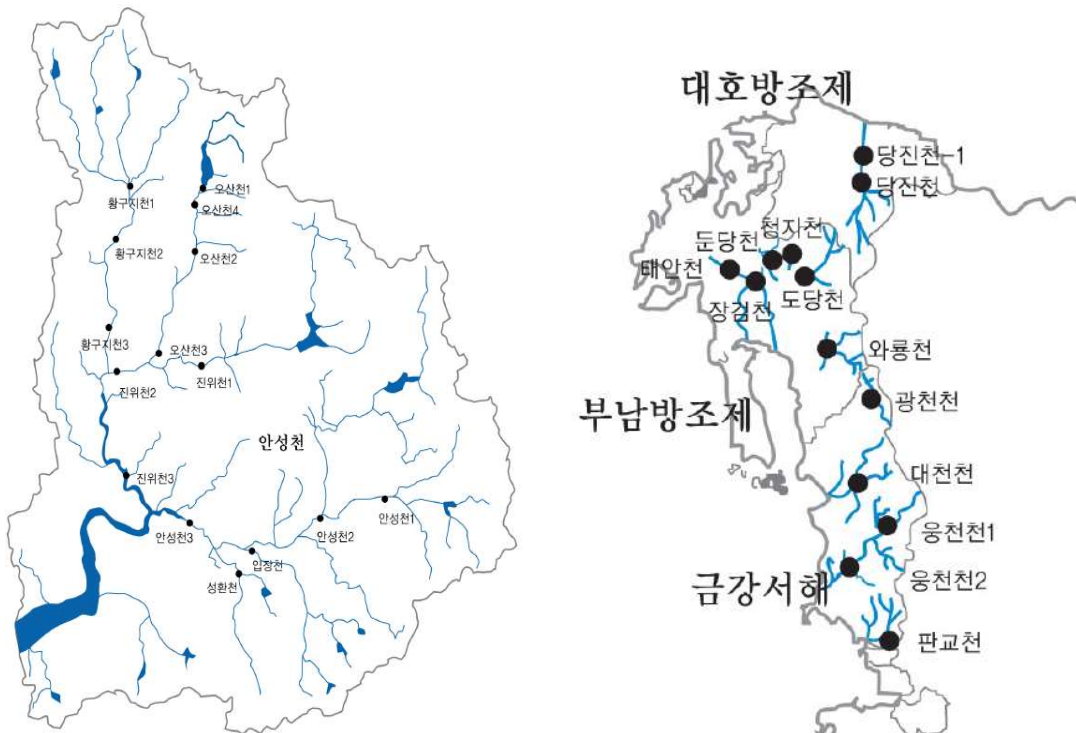 오산천1
황구지천1
오산천4
황구지천2
오산천2
황구지천3
오산천3
진위천1
진위천2
안성천
진위천3
안성천1
안성천3
안성천2
입장천
성환천
대호방조제
당진천-1
당진천
청지천
둔당천
태안천
도당천
장검천
와룡천
광천천
부남방조제
대천천
웅천천1
금강서해
웅천천2
판교천